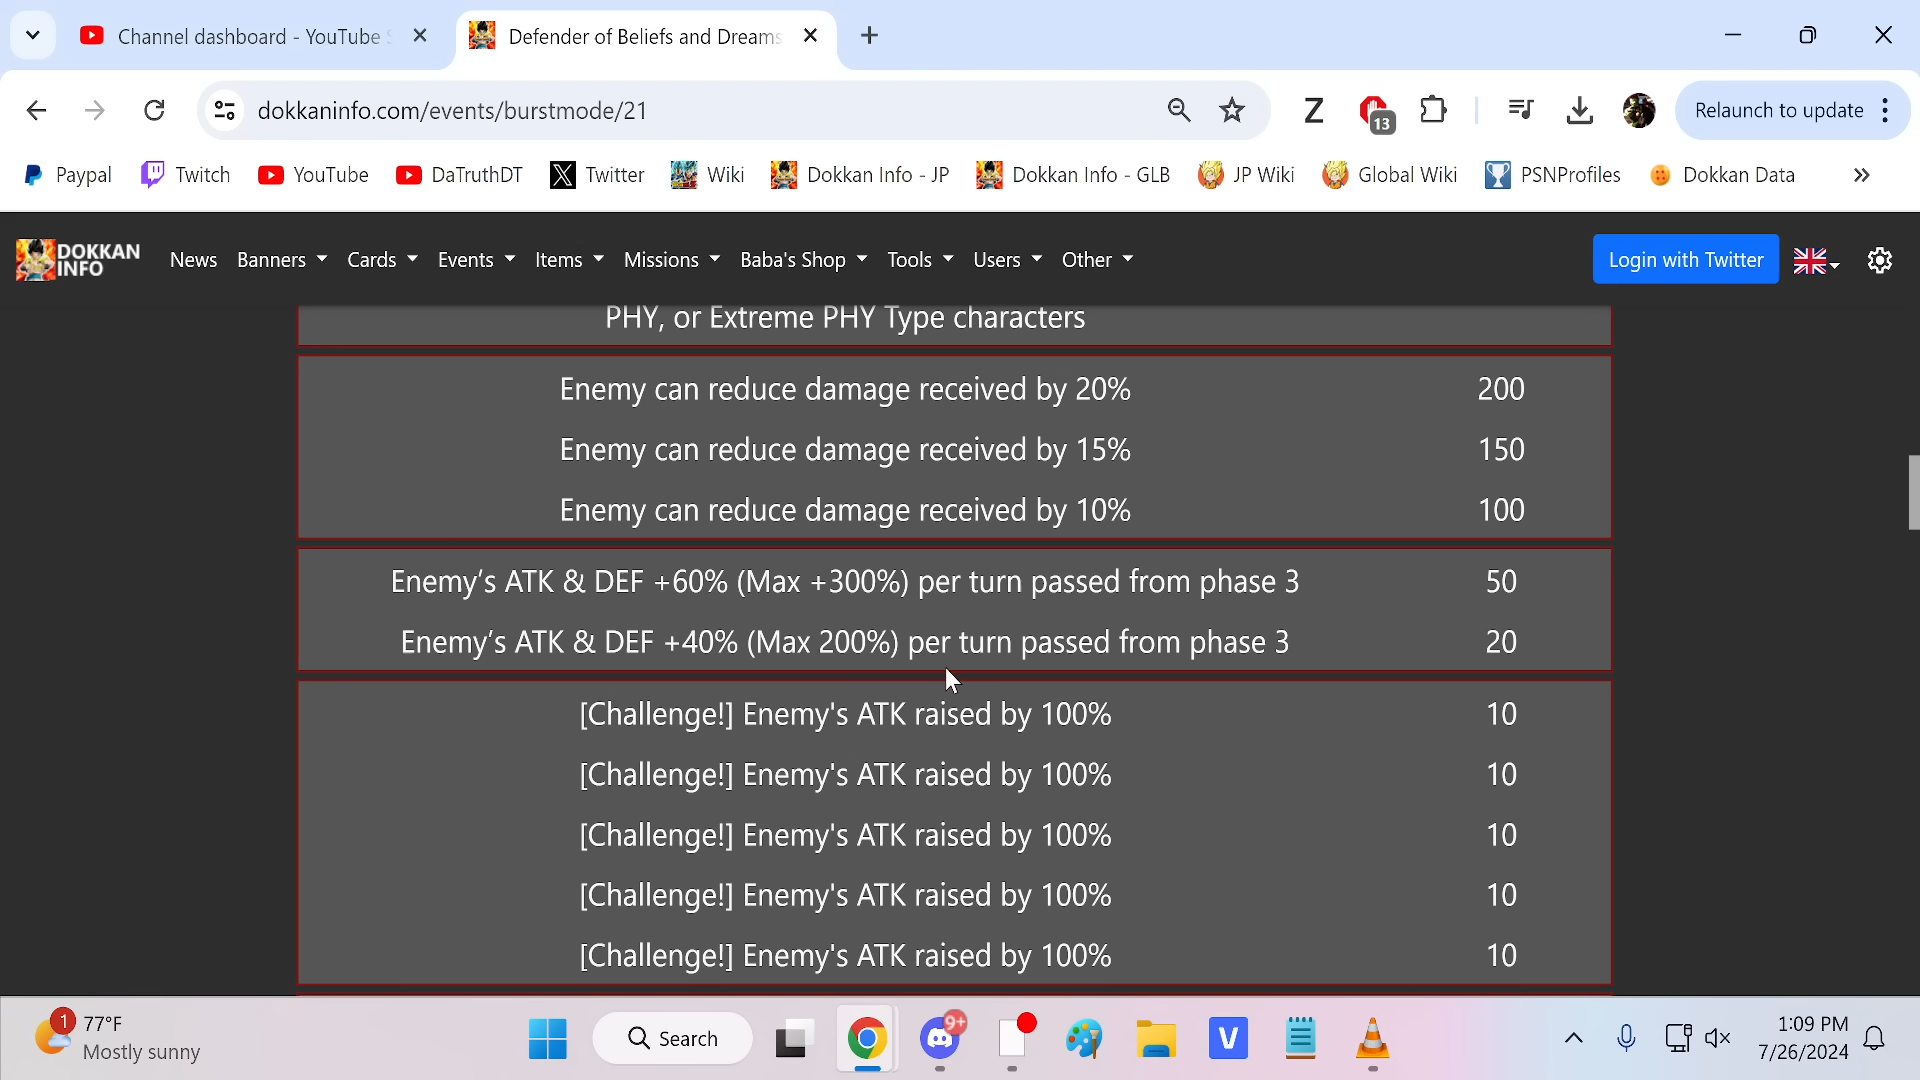 Channel dashboard - YouTube S
Defender of Beliefs and Dreams
dokkaninfo.com/events/burstmode/21
Z
13
Relaunch to update
Paypal
Twitch
YouTube
DaTruthDT
Twitter
Wiki
Dokkan Info - JP
Dokkan Info - GLB
JP Wiki
Global Wiki
PSNProfiles
Dokkan Data
»
DOKKAN
INFO
News
Banners
Cards
Events
Items
Missions
Baba's Shop
Tools
Users
Other
Login with Twitter
PHY, or Extreme PHY Type characters
Enemy can reduce damage received by 20% 200
Enemy can reduce damage received by 15% 150
Enemy can reduce damage received by 10% 100
Enemy's ATK & DEF +60% (Max +300%) per turn passed from phase 3 50
Enemy's ATK & DEF +40% (Max 200%) per turn passed from phase 3 20
[Challenge!] Enemy's ATK raised by 100% 10
[Challenge!] Enemy's ATK raised by 100% 10
[Challenge!] Enemy's ATK raised by 100% 10
[Challenge!] Enemy's ATK raised by 100% 10
[Challenge!] Enemy's ATK raised by 100% 10
1
77°F
Mostly sunny
Search
9+
V
1:09 PM
7/26/2024